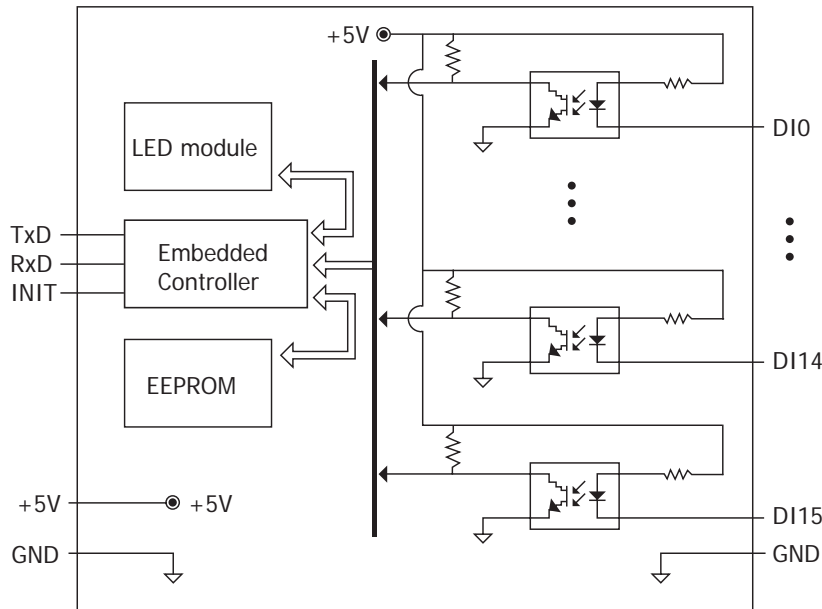 +5V
LED module
DI0
TxD
RxD
INIT
Embedded
Controller
EEPROM
DI14
+5V
+5V
DI15
GND
GND